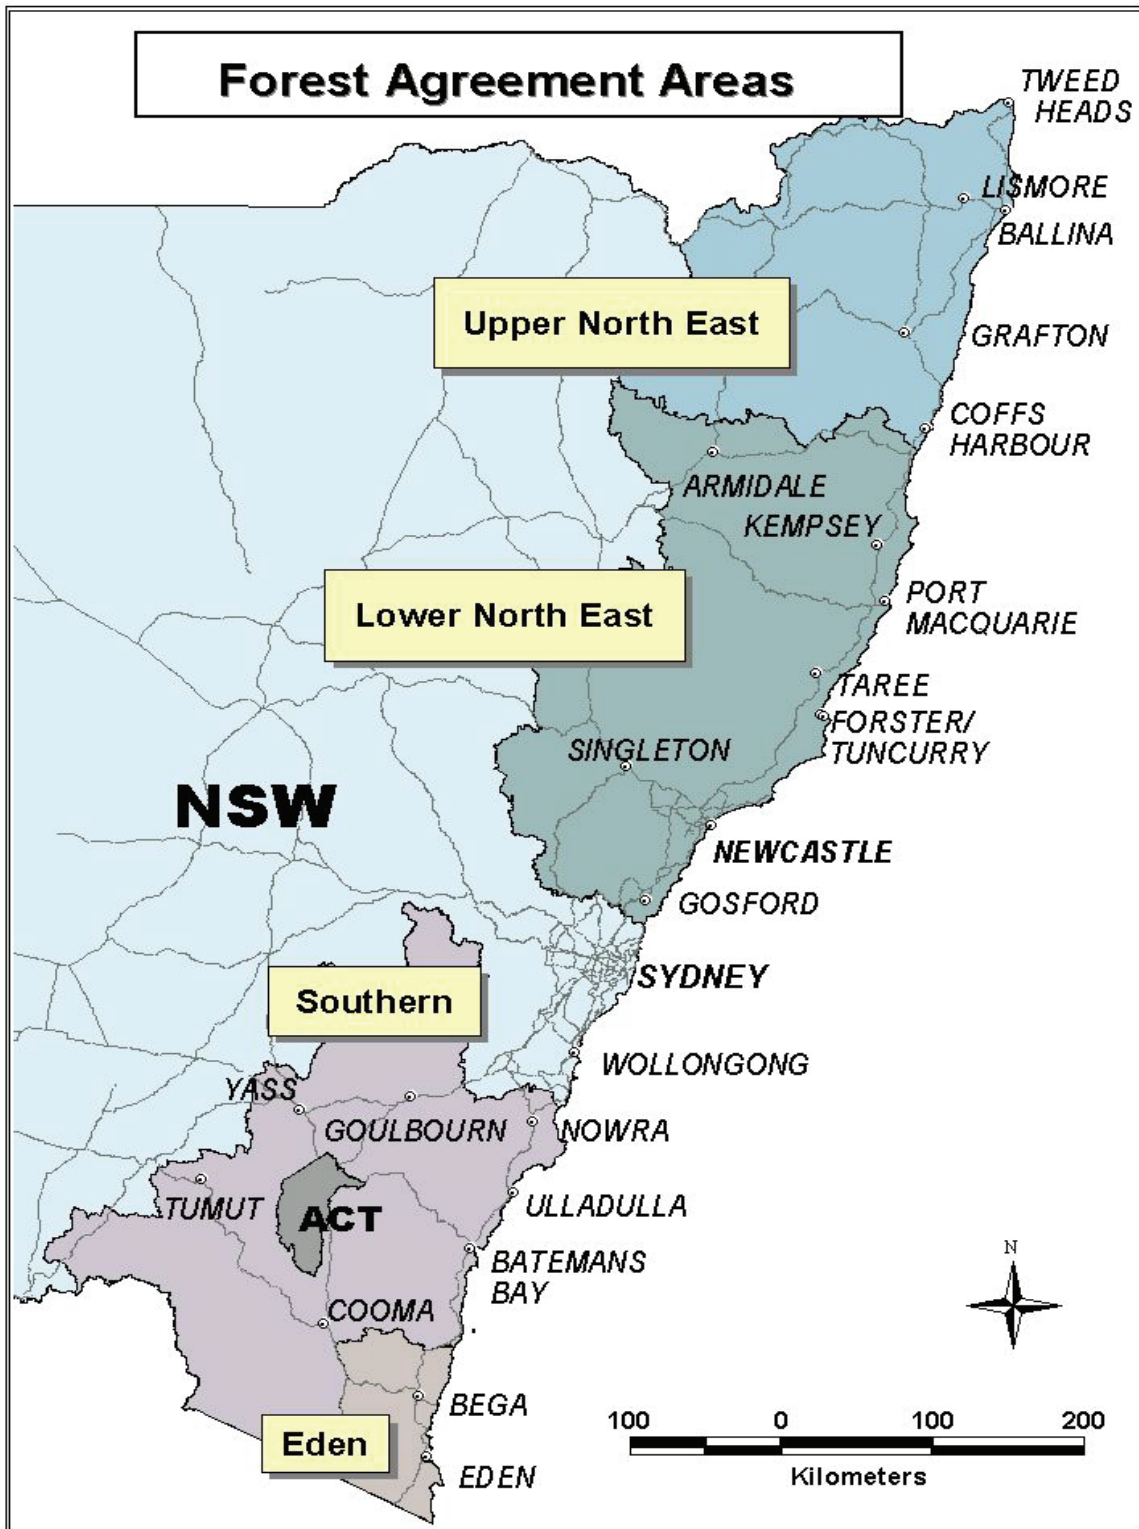 Forest Agreement Areas
TWEED
HEADS
LISMORE
BALLINA
Upper North East
GRAFTON
COFFS
HARBOUR
ARMIDALE
KEMPSEY
Lower North East
PORT
MACQUARIE
TAREE
FORSTER/
TUNCURRY
SINGLETON
NSW
NEWCASTLE
GOSFORD
SYDNEY
Southern
WOLLONGONG
YASS
GOULBOURN
NOWRA
TUMUT
ACT
ULLADULLA
BATEMANS
BAY
N
COOMA
BEGA
Eden
EDEN
100 0 100 200
Kilometers